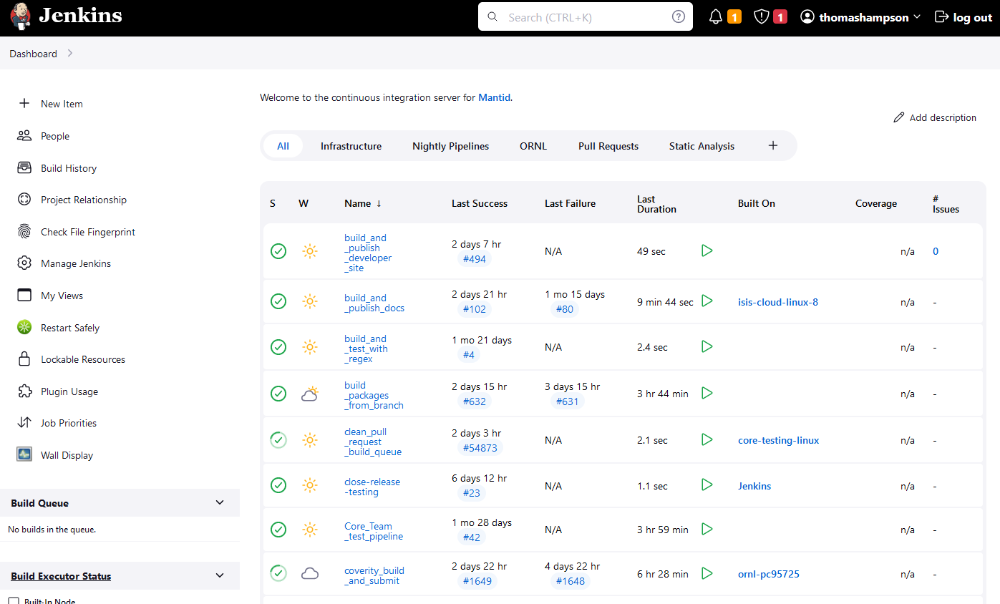 Jenkins
Search (CTRL+K)
1
1
thomashampson
log out
Dashboard
New Item
People
Build History
Project Relationship
Check File Fingerprint
Manage Jenkins
My Views
Restart Safely
Lockable Resources
Plugin Usage
Job Priorities
Wall Display
Build Queue
No builds in the queue.
Build Executor Status
Built-In Node
Welcome to the continuous integration server for Mantid.
Add description
All Infrastructure Nightly Pipelines ORNL Pull Requests Static Analysis +
S W Name ↓ Last Success Last Failure Last Duration Built On Coverage # Issues
build_and
_publish
_developer
_site
2 days 7 hr
#494
N/A
49 sec
n/a
0
build_and
_publish_docs
2 days 21 hr
#102
1 mo 15 days
#80
9 min 44 sec
isis-cloud-linux-8
n/a
-
build_and
_test_with
_regex
1 mo 21 days
#4
N/A
2.4 sec
n/a
-
build
_packages
_from_branch
2 days 15 hr
#632
3 days 15 hr
#631
3 hr 44 min
n/a
-
clean_pull
_request
_build_queue
2 days 3 hr
#54873
N/A
2.1 sec
core-testing-linux
n/a
-
close-release
-testing
6 days 12 hr
#23
N/A
1.1 sec
Jenkins
n/a
-
Core_Team
_test_pipeline
1 mo 28 days
#42
N/A
3 hr 59 min
n/a
-
coverity_build
_and_submit
2 days 22 hr
#1649
4 days 22 hr
#1648
6 hr 28 min
ornl-pc95725
n/a
-